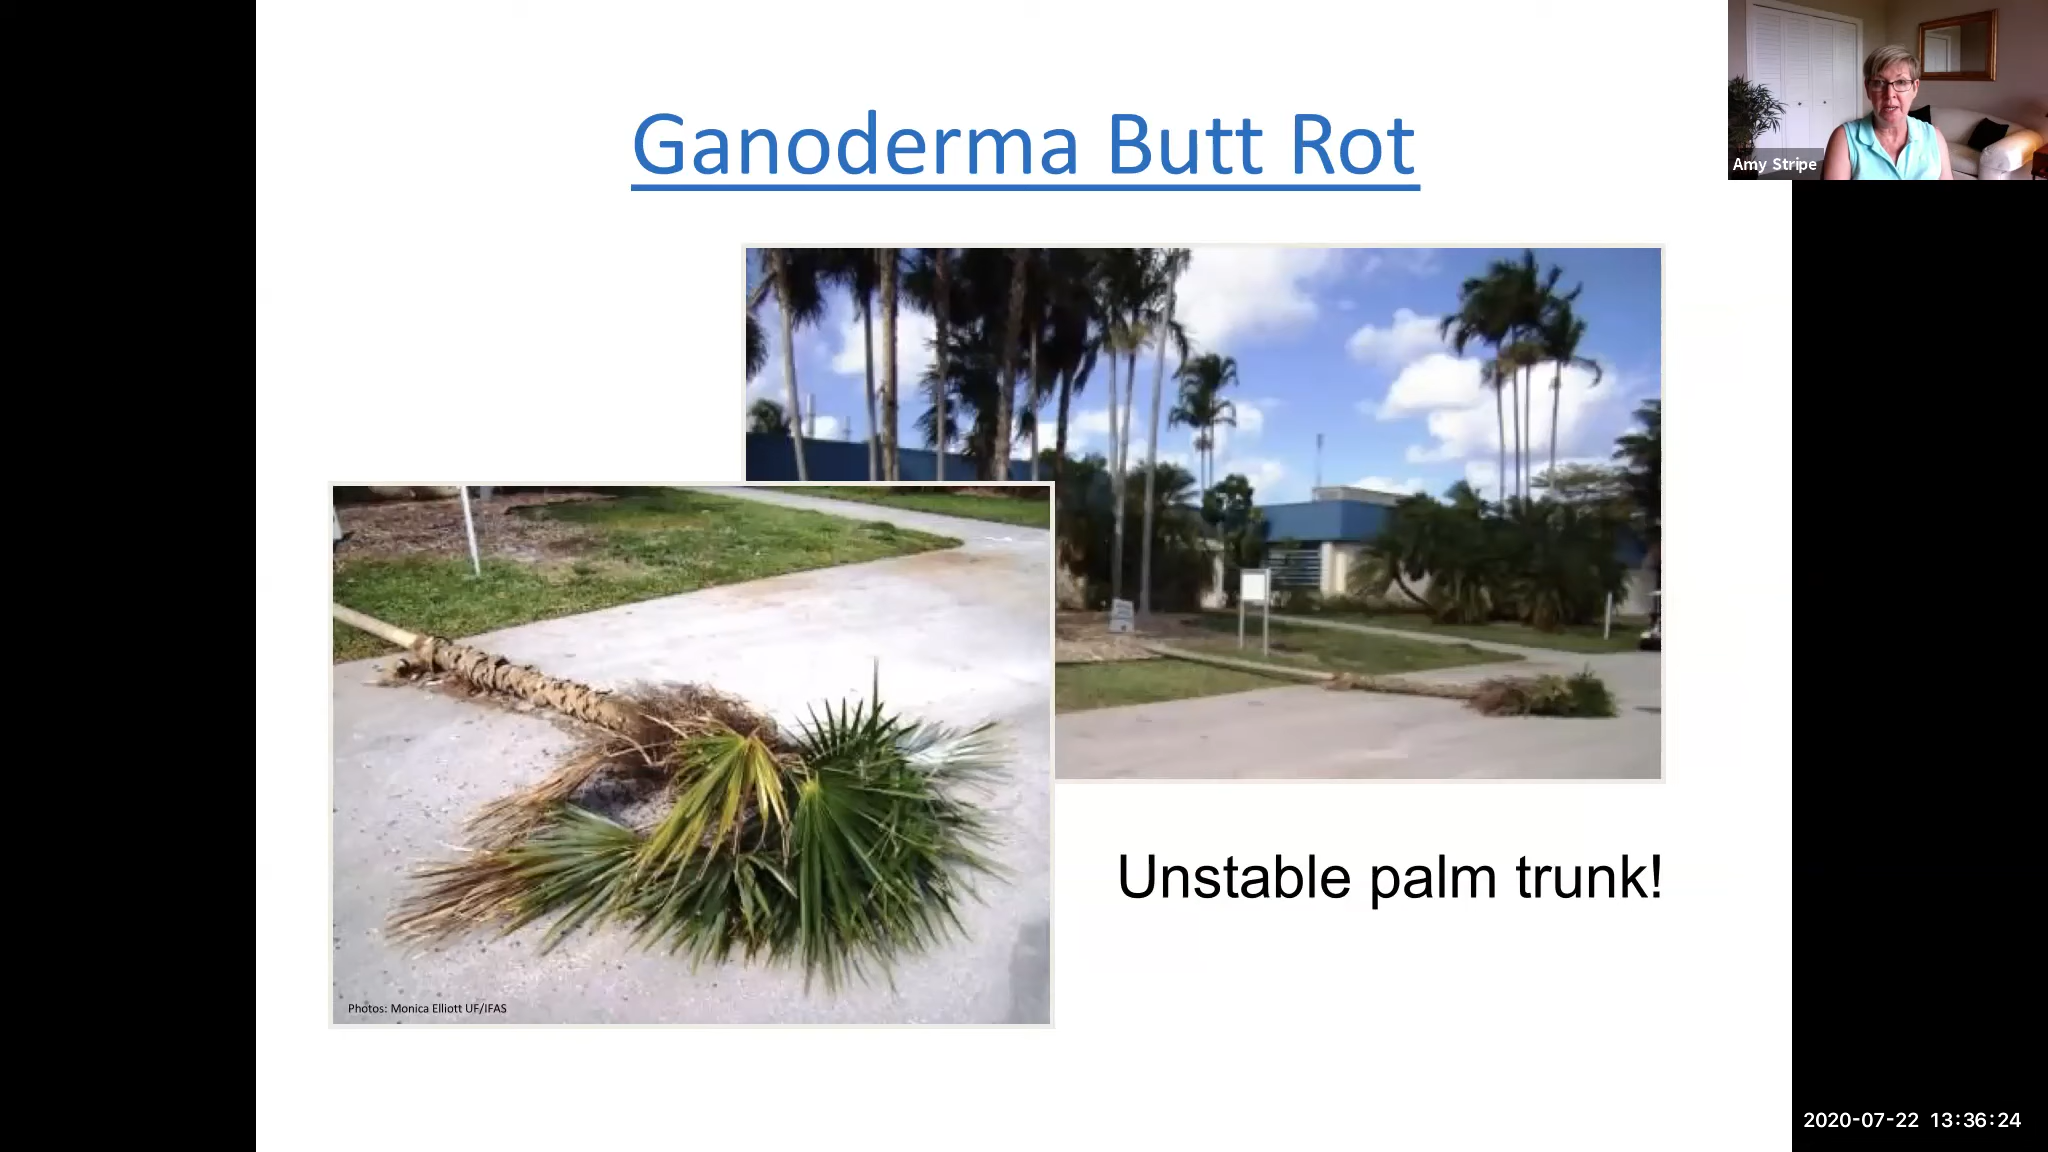 Ganoderma Butt Rot
Amy Stripe
Unstable palm trunk!
Photos: Monica Elliott UF/IFAS
2020-07-22 13:36:24